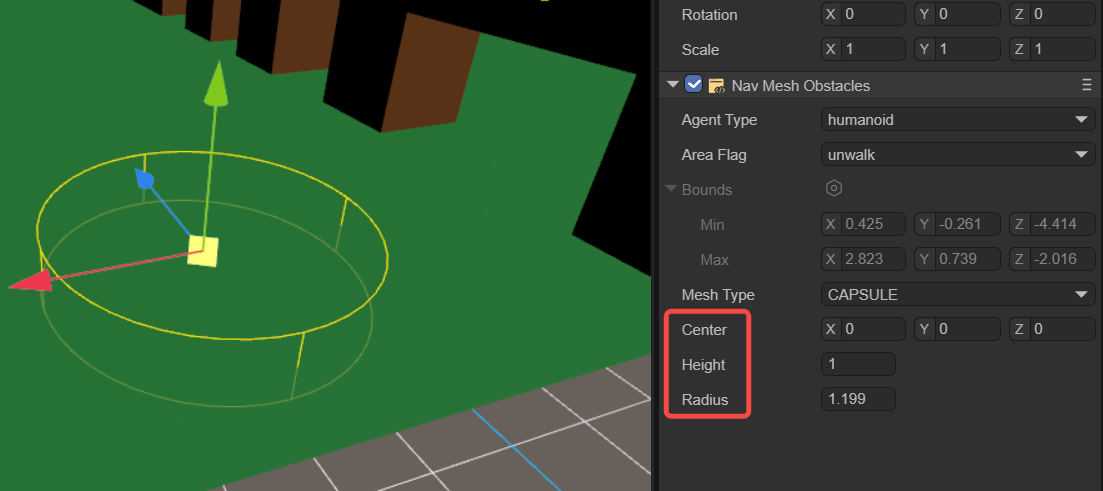 Rotation X 0 Y 0 Z 0
Scale X 1 Y 1 Z 1
Nav Mesh Obstacles
Agent Type humanoid
Area Flag unwalk
Bounds
Min X 0.425 Y -0.261 Z -4.414
Max X 2.823 Y 0.739 Z -2.016
Mesh Type CAPSULE
Center X 0 Y 0 Z 0
Height 1
Radius 1.199